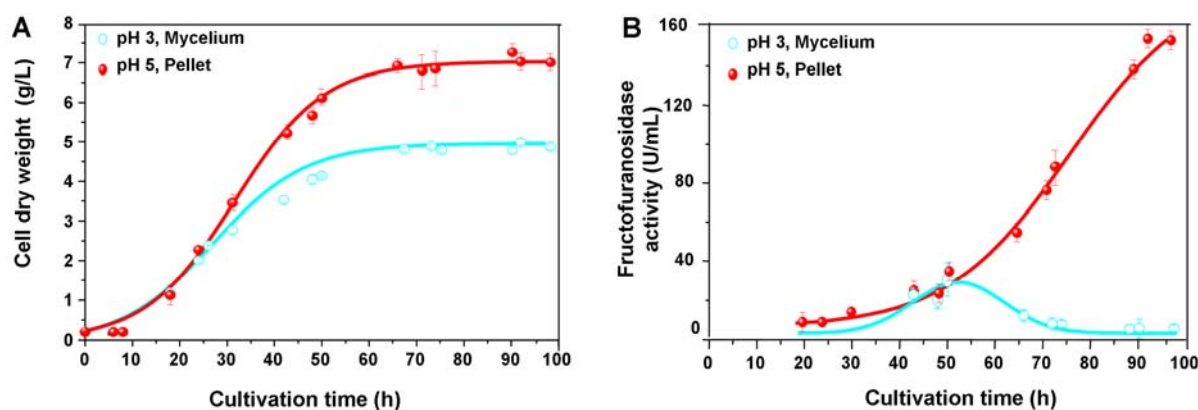 A
pH 3, Mycelium
pH 5, Pellet
Cell dry weight (g/L)
8
7
6
5
4
3
2
1
0
0 10 20 30 40 50 60 70 80 90 100
Cultivation time (h)
B
pH 3, Mycelium
pH 5, Pellet
Fructofuranosidase
activity (U/mL)
160
120
80
40
0
0 10 20 30 40 50 60 70 80 90 100
Cultivation time (h)